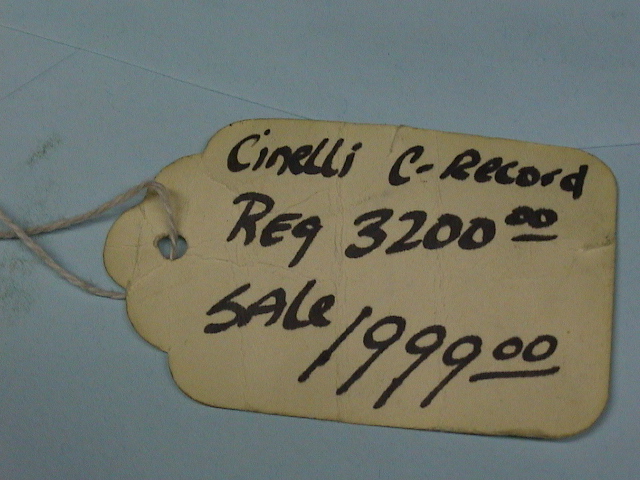 Cinelli C-Record
Reg 3200.00
Sale 1999.00